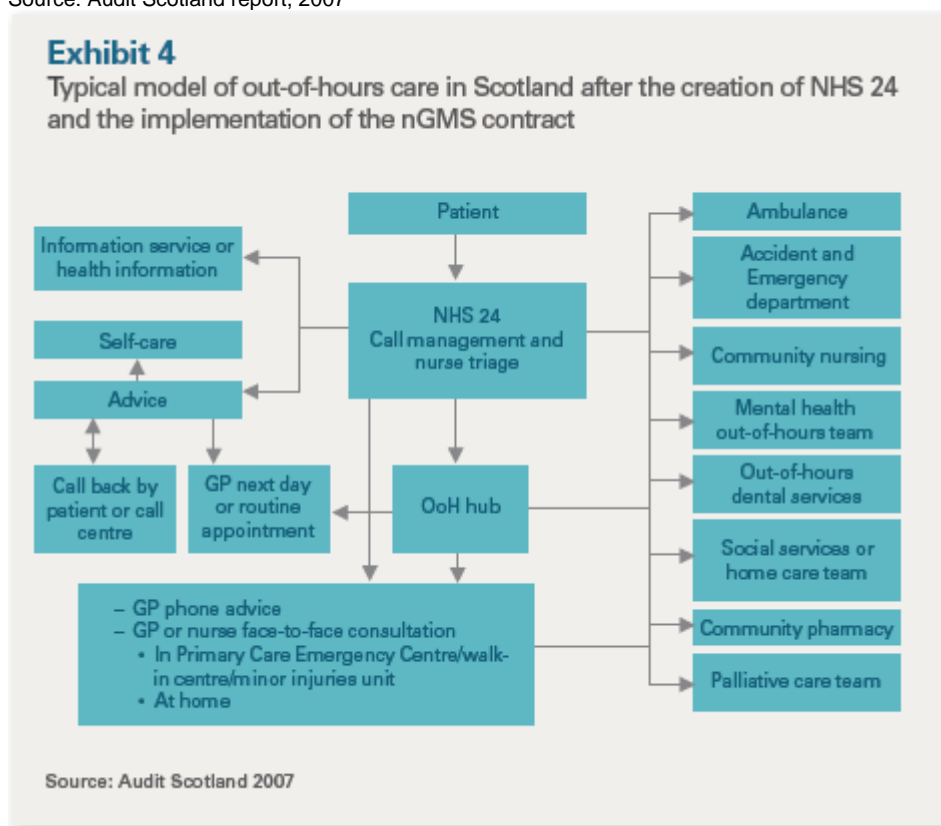 Source: Audit Scotland report, 2007
Exhibit 4
Typical model of out-of-hours care in Scotland after the creation of NHS 24
and the implementation of the nGMS contract
Patient
Ambulance
Information service or
health information
Accident and
Emergency
department
NHS 24
Call management and
nurse triage
Self-care
Community nursing
Advice
Mental health
out-of-hours team
Call back by
patient or call
centre
GP next day
or routine
appointment
OoH hub
Out-of-hours
dental services
Social services or
home care team
– GP phone advice
– GP or nurse face-to-face consultation
• In Primary Care Emergency Centre/walk-
in centre/minor injuries unit
• At home
Community pharmacy
Palliative care team
Source: Audit Scotland 2007